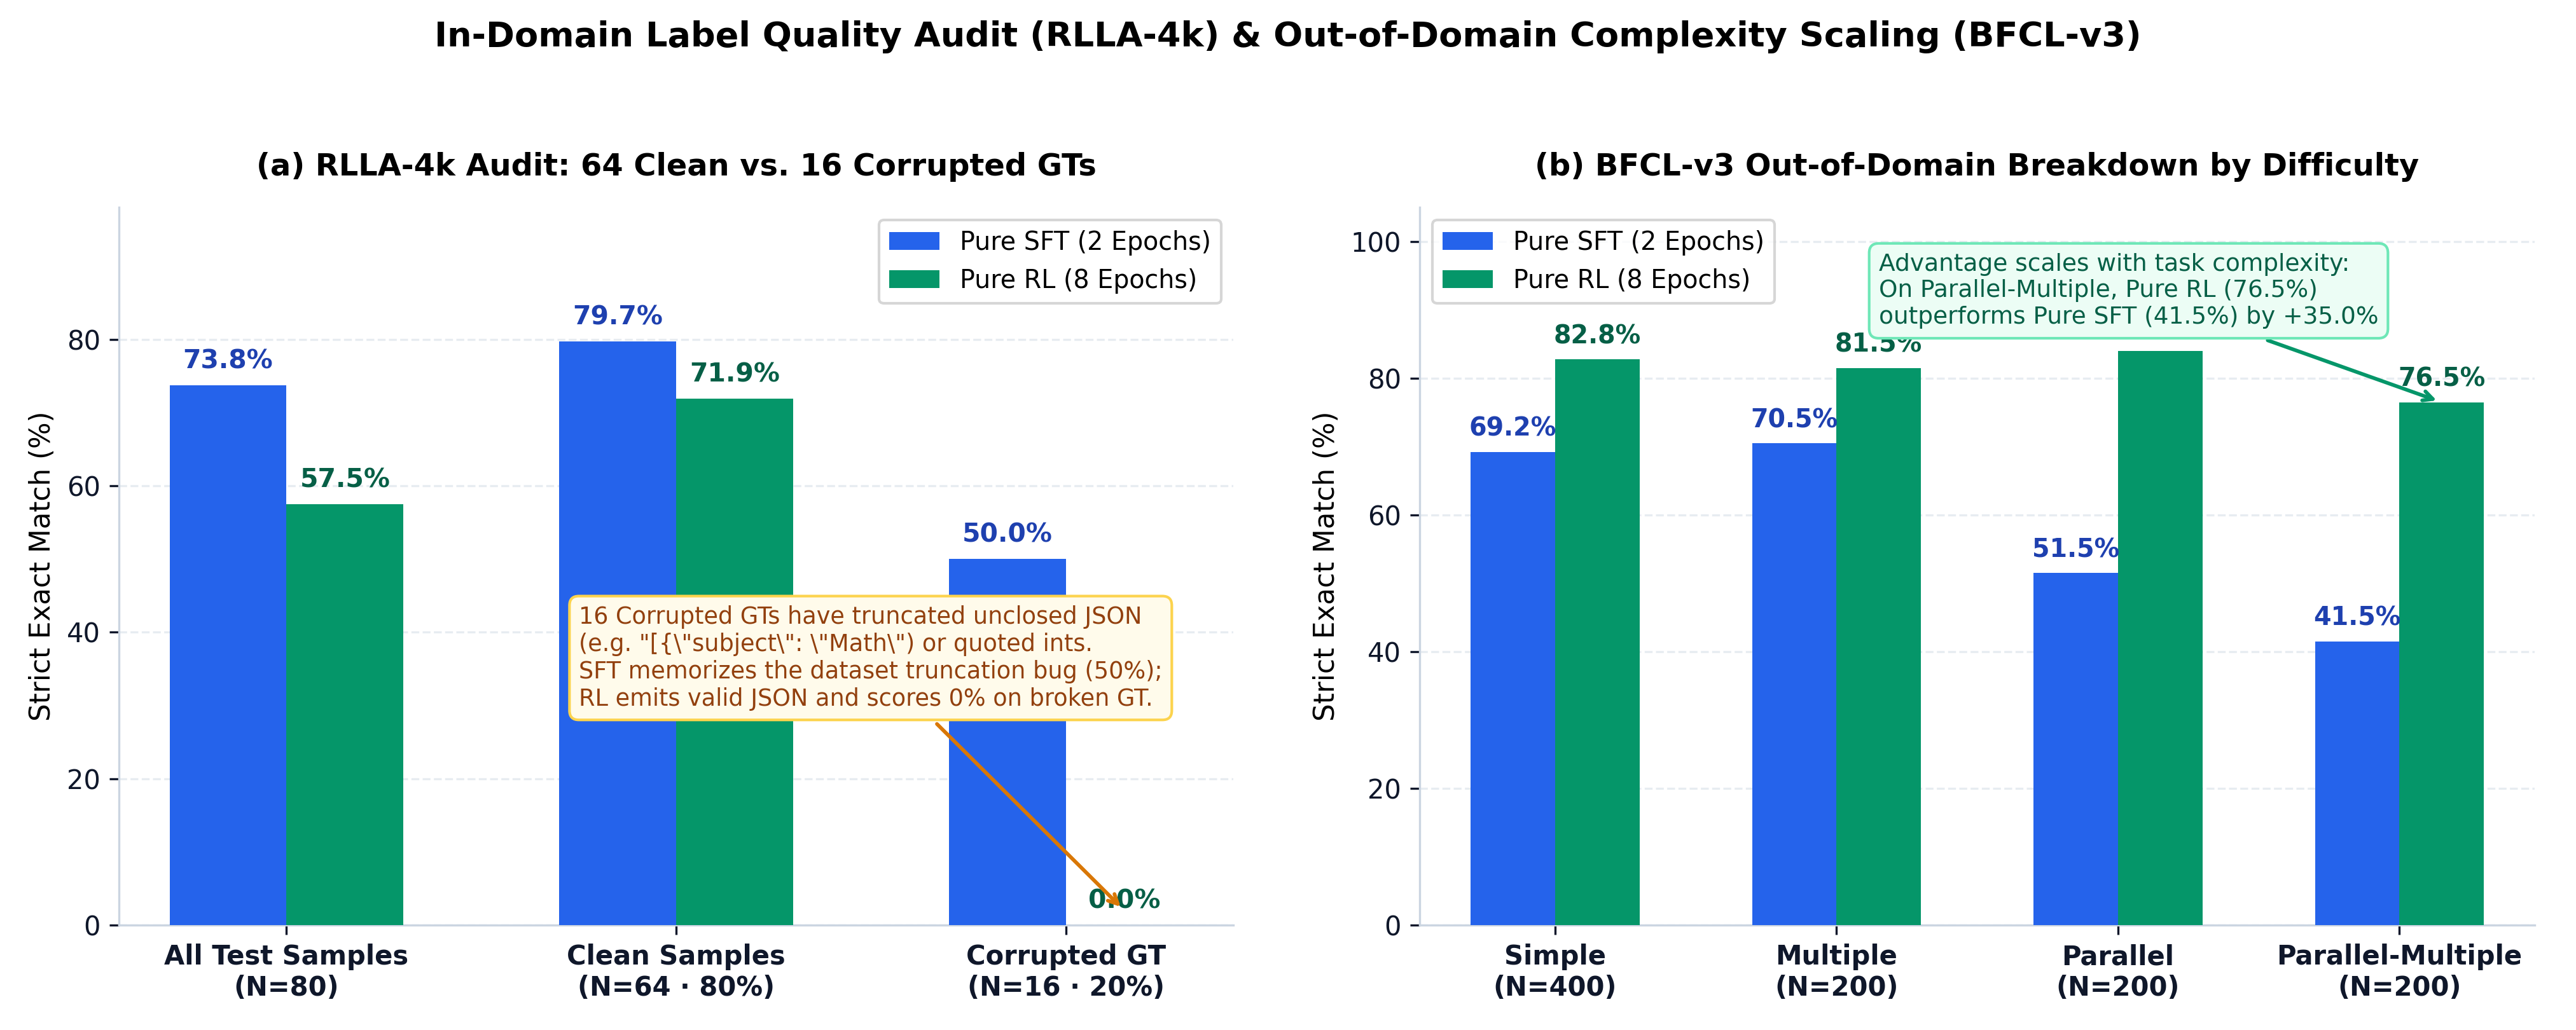 In-Domain Label Quality Audit (RLLA-4k) & Out-of-Domain Complexity Scaling (BFCL-v3)
(a) RLLA-4k Audit: 64 Clean vs. 16 Corrupted GTs
Strict Exact Match (%)
80
60
40
20
0
Pure SFT (2 Epochs)
Pure RL (8 Epochs)
73.8%
57.5%
79.7%
71.9%
50.0%
0.0%
16 Corrupted GTs have truncated unclosed JSON
(e.g. "[{\"subject\": \"Math\") or quoted ints.
SFT memorizes the dataset truncation bug (50%);
RL emits valid JSON and scores 0% on broken GT.
All Test Samples
(N=80)
Clean Samples
(N=64 · 80%)
Corrupted GT
(N=16 · 20%)
(b) BFCL-v3 Out-of-Domain Breakdown by Difficulty
Strict Exact Match (%)
100
80
60
40
20
0
Pure SFT (2 Epochs)
Pure RL (8 Epochs)
Advantage scales with task complexity:
On Parallel-Multiple, Pure RL (76.5%)
outperforms Pure SFT (41.5%) by +35.0%
69.2%
82.8%
70.5%
81.5%
51.5%
41.5%
76.5%
Simple
(N=400)
Multiple
(N=200)
Parallel
(N=200)
Parallel-Multiple
(N=200)